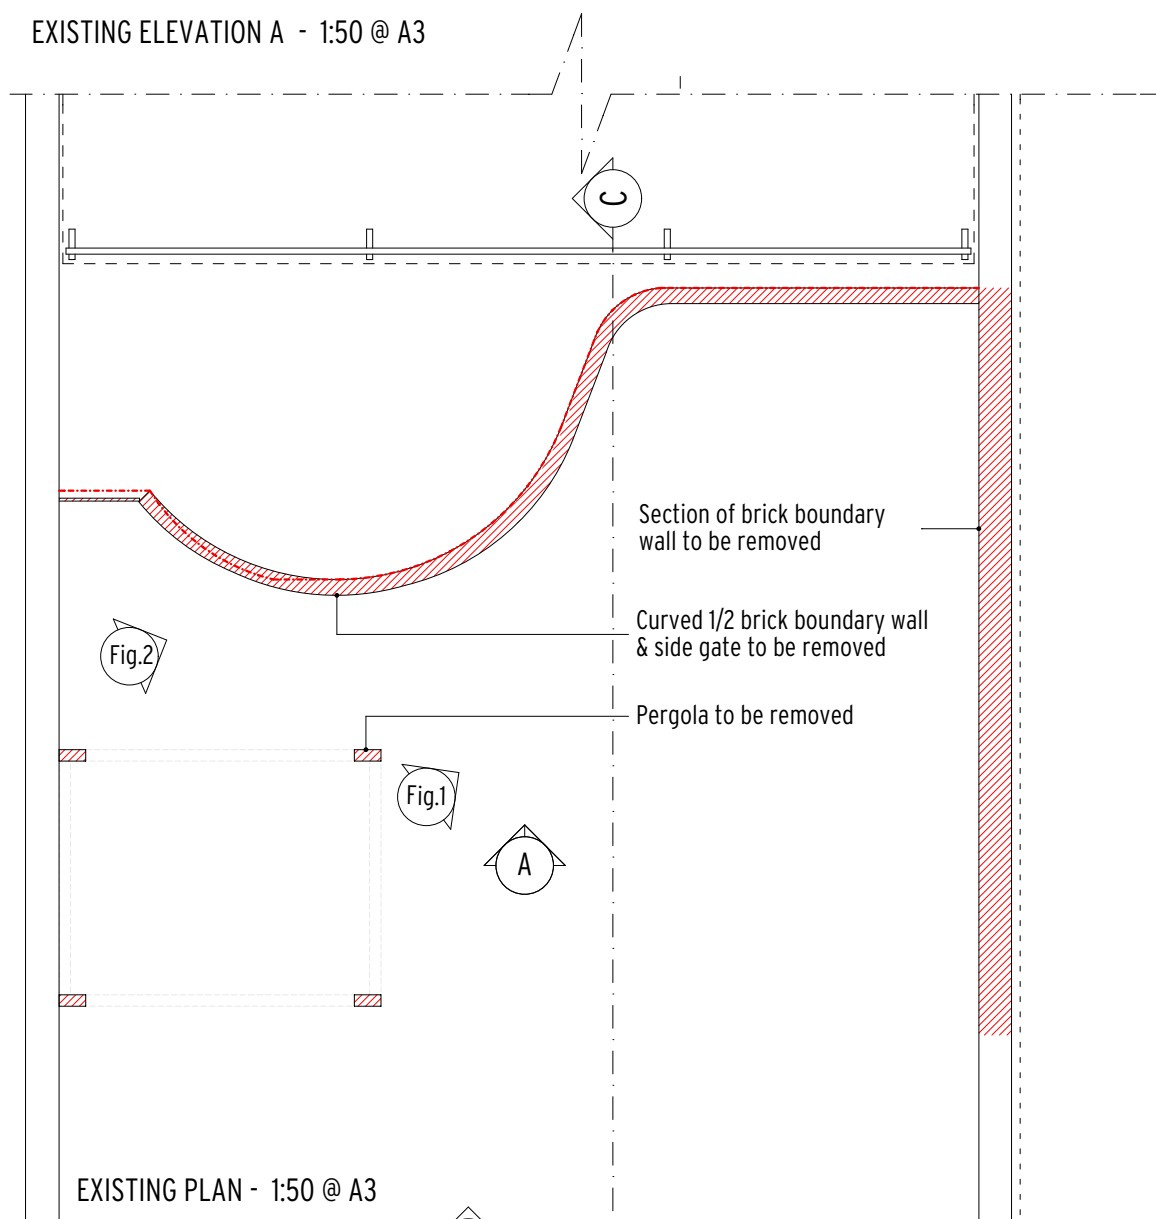 EXISTING ELEVATION A - 1:50 @ A3
C
Section of brick boundary
wall to be removed
Curved 1/2 brick boundary wall
& side gate to be removed
Fig.2
Pergola to be removed
Fig.1
A
EXISTING PLAN - 1:50 @ A3